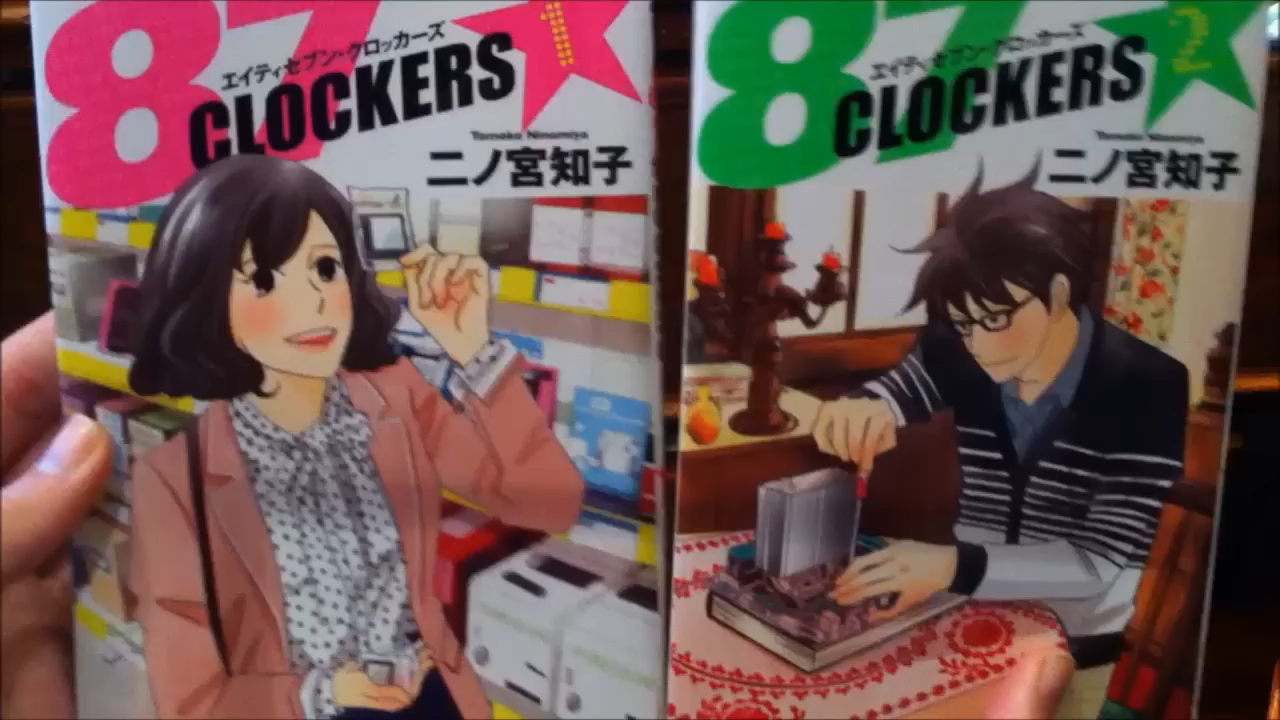 87
エイティセブン・クロッカーズ
CLOCKERS
1
Tomoko Ninomiya
二ノ宮知子
87
エイティセブン・クロッカーズ
CLOCKERS
2
Tomoko Ninomiya
二ノ宮知子